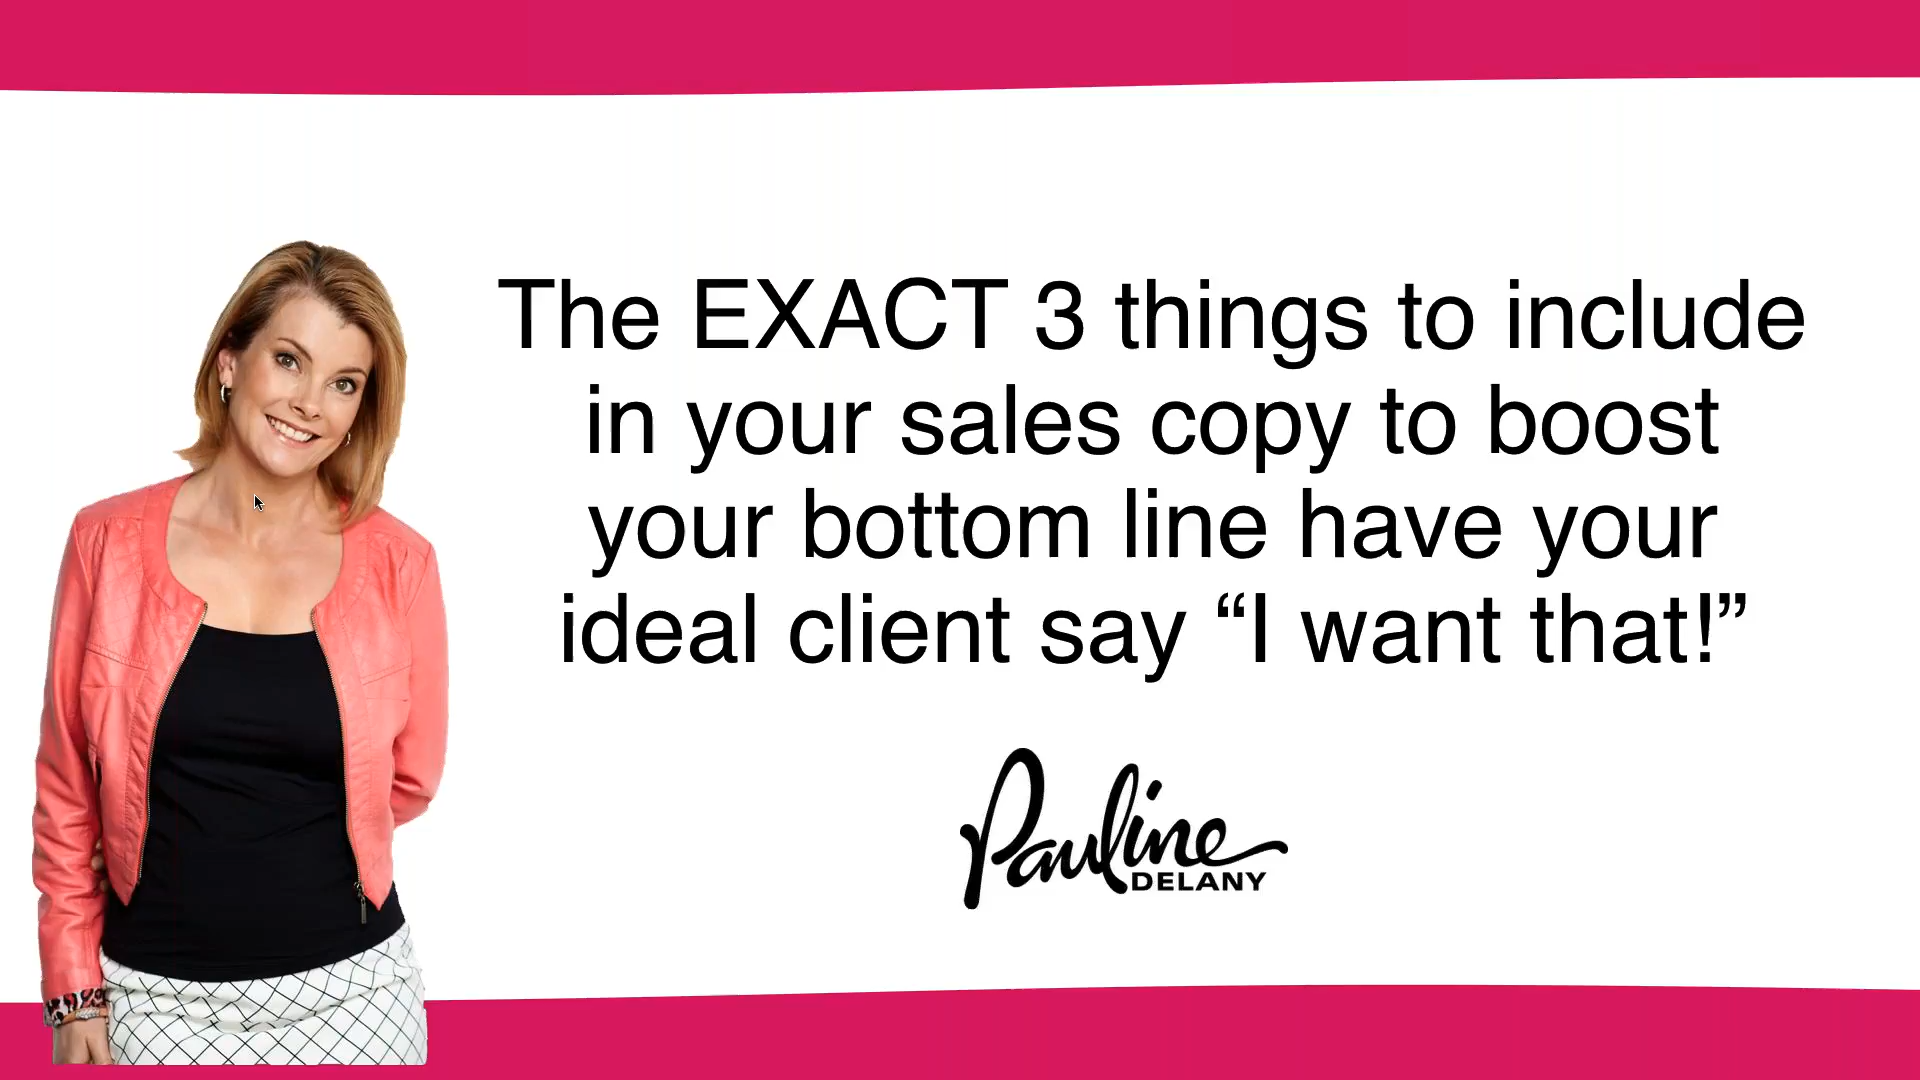 The EXACT 3 things to include
in your sales copy to boost
your bottom line have your
ideal client say “I want that!”
Pauline
DELANY